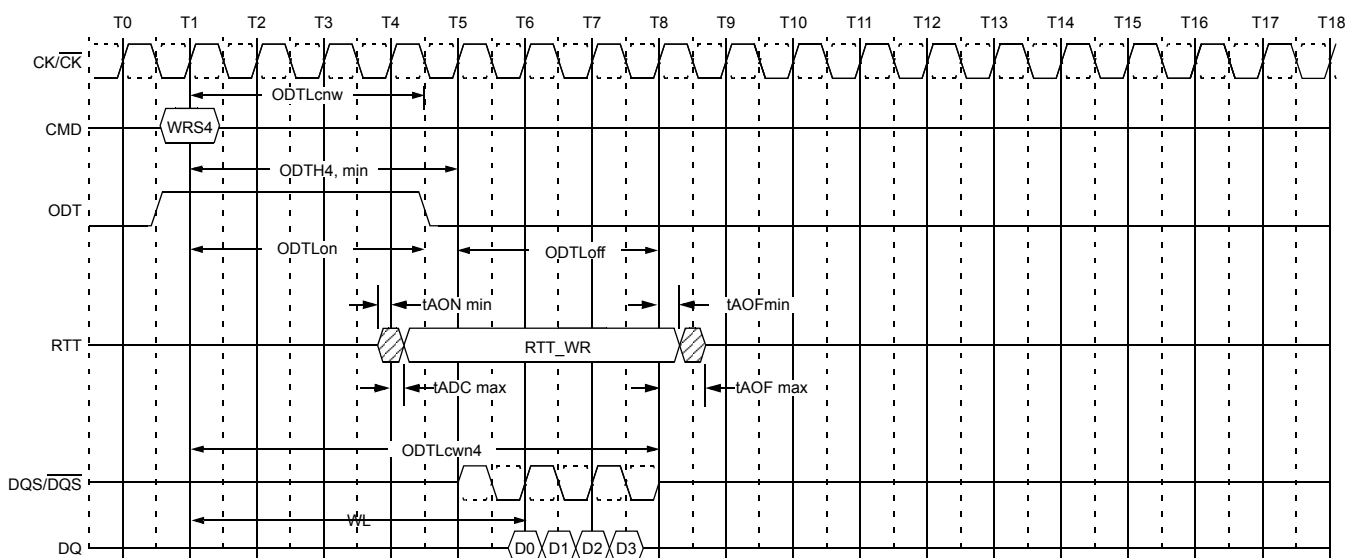 T0 T1 T2 T3 T4 T5 T6 T7 T8 T9 T10 T11 T12 T13 T14 T15 T16 T17 T18
CK/C̅K̅
ODTLcnw
CMD
WRS4
ODTH4, min
ODT
ODTLon
ODTLoff
tAON min
tAOFmin
RTT
RTT_WR
tADC max
tAOF max
ODTLcwn4
DQS/D̅Q̅S̅
WL
DQ
D0 D1 D2 D3